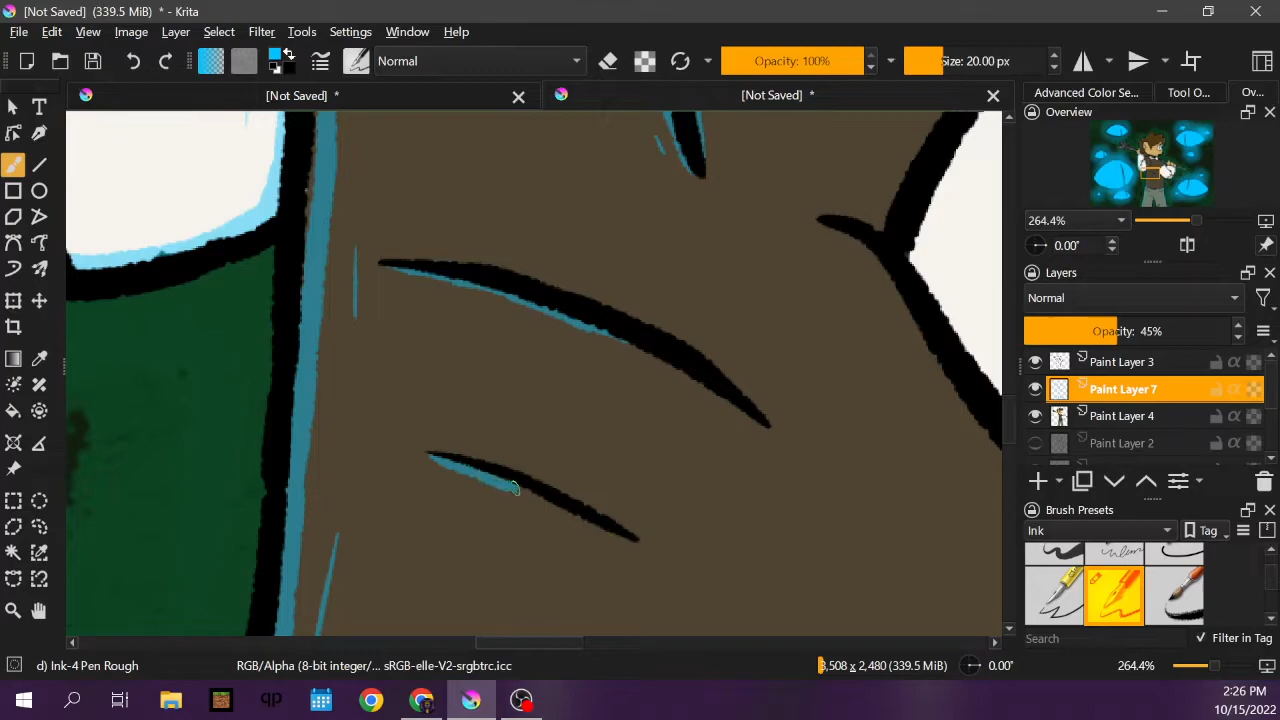 [Not Saved]  (339.5 MiB)  * - Krita
File Edit View Image Layer Select Filter Tools Settings Window Help
Normal
Opacity: 100%
Size: 20.00 px
[Not Saved] *
[Not Saved] *
Advanced Color Se...
Tool O...
Ov...
Overview
264.4%
0.00°
Layers
Normal
Opacity: 45%
Paint Layer 3
Paint Layer 7
Paint Layer 4
Paint Layer 2
Brush Presets
Ink
Tag
Search
Filter in Tag
d) Ink-4 Pen Rough
RGB/Alpha (8-bit integer/... sRGB-elle-V2-srgbtrc.icc
3,508 x 2,480 (339.5 MiB)
0.00°
264.4%
qp
2:26 PM
10/15/2022